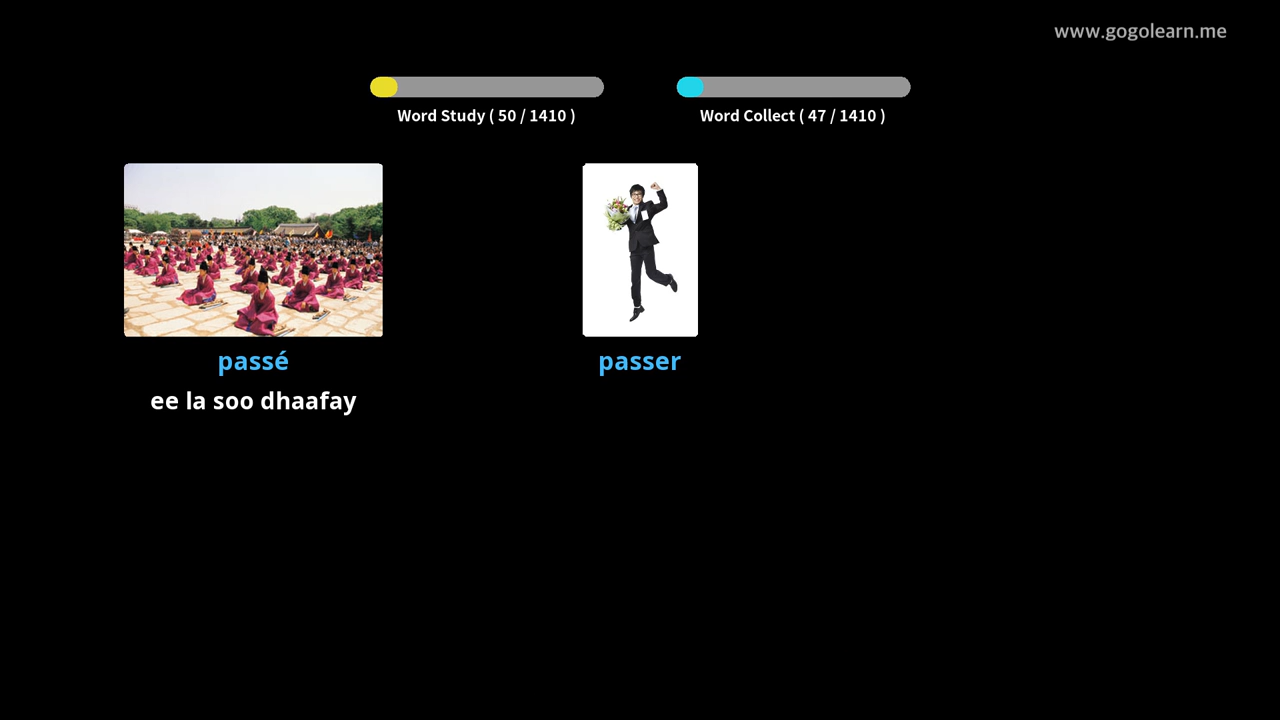 www.gogolearn.me
Word Study ( 50 / 1410 )
Word Collect ( 47 / 1410 )
passé
passer
ee la soo dhaafay